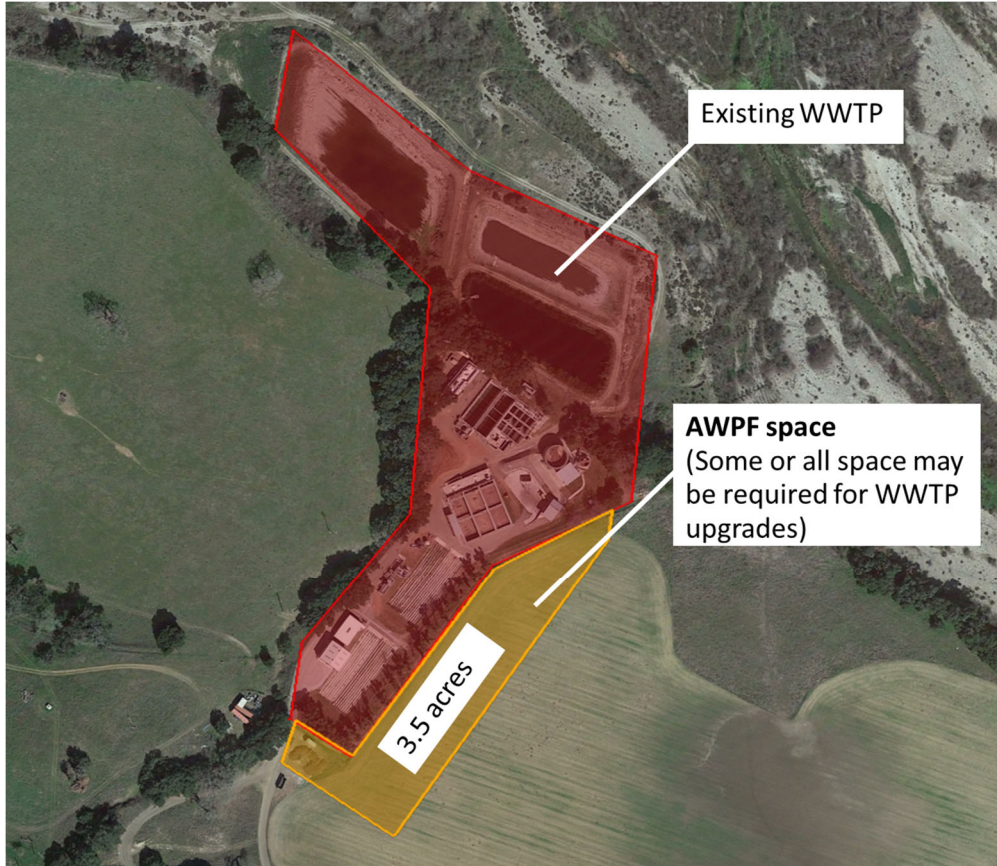 Existing WWTP
AWPF space
(Some or all space may
be required for WWTP
upgrades)
3.5 acres